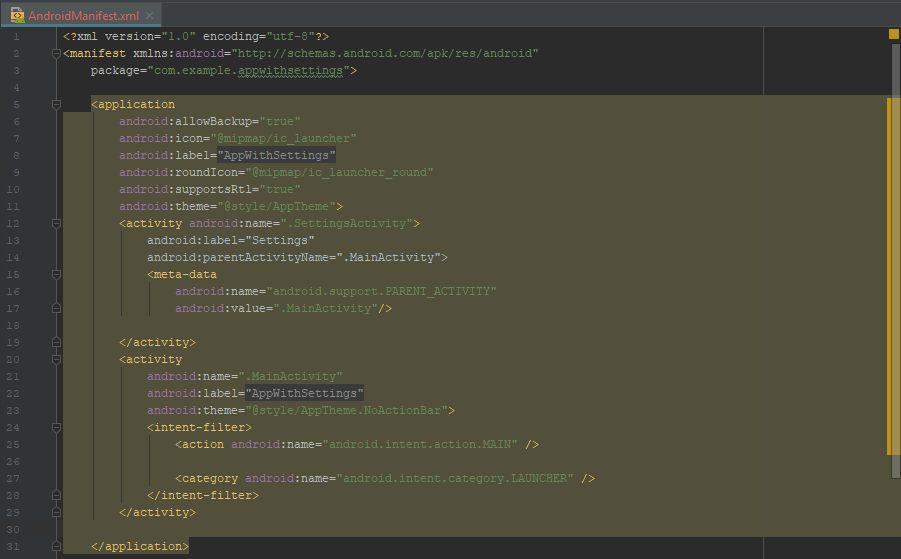 AndroidManifest.xml
1 <?xml version="1.0" encoding="utf-8"?>
2 <manifest xmlns:android="http://schemas.android.com/apk/res/android"
3 package="com.example.appwithsettings">
4
5 <application
6 android:allowBackup="true"
7 android:icon="@mipmap/ic_launcher"
8 android:label="AppWithSettings"
9 android:roundIcon="@mipmap/ic_launcher_round"
10 android:supportsRtl="true"
11 android:theme="@style/AppTheme">
12 <activity android:name=".SettingsActivity">
13 android:label="Settings"
14 android:parentActivityName=".MainActivity">
15 <meta-data
16 android:name="android.support.PARENT_ACTIVITY"
17 android:value=".MainActivity"/>
18
19 </activity>
20 <activity
21 android:name=".MainActivity"
22 android:label="AppWithSettings"
23 android:theme="@style/AppTheme.NoActionBar">
24 <intent-filter>
25 <action android:name="android.intent.action.MAIN" />
26
27 <category android:name="android.intent.category.LAUNCHER" />
28 </intent-filter>
29 </activity>
30
31 </application>